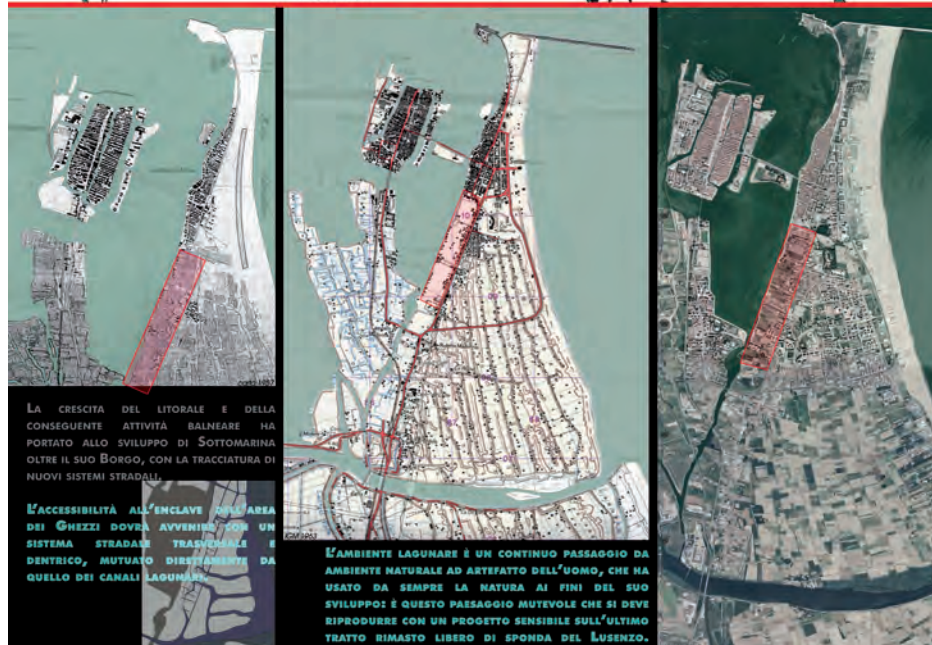 carta 1957
LA CRESCITA DEL LITORALE E DELLA
CONSEGUENTE ATTIVITÀ BALNEARE HA
PORTATO ALLO SVILUPPO DI SOTTOMARINA
OLTRE IL SUO BORGO, CON LA TRACCIATURA DI
NUOVI SISTEMI STRADALI.
L'ACCESSIBILITÀ ALL'ENCLAVE DELL'AREA
DEI GHEZZI DOVRÀ AVVENIRE CON UN
SISTEMA STRADALE TRASVERSALE E
DENTRICO, MUTUATO DIRETTAMENTE DA
QUELLO DEI CANALI LAGUNARI.
L'AMBIENTE LAGUNARE È UN CONTINUO PASSAGGIO DA
AMBIENTE NATURALE AD ARTEFATTO DELL'UOMO, CHE HA
USATO DA SEMPRE LA NATURA AI FINI DEL SUO
SVILUPPO: È QUESTO PAESAGGIO MUTEVOLE CHE SI DEVE
RIPRODURRE CON UN PROGETTO SENSIBILE SULL'ULTIMO
TRATTO RIMASTO LIBERO DI SPONDA DEL LUSENZO.